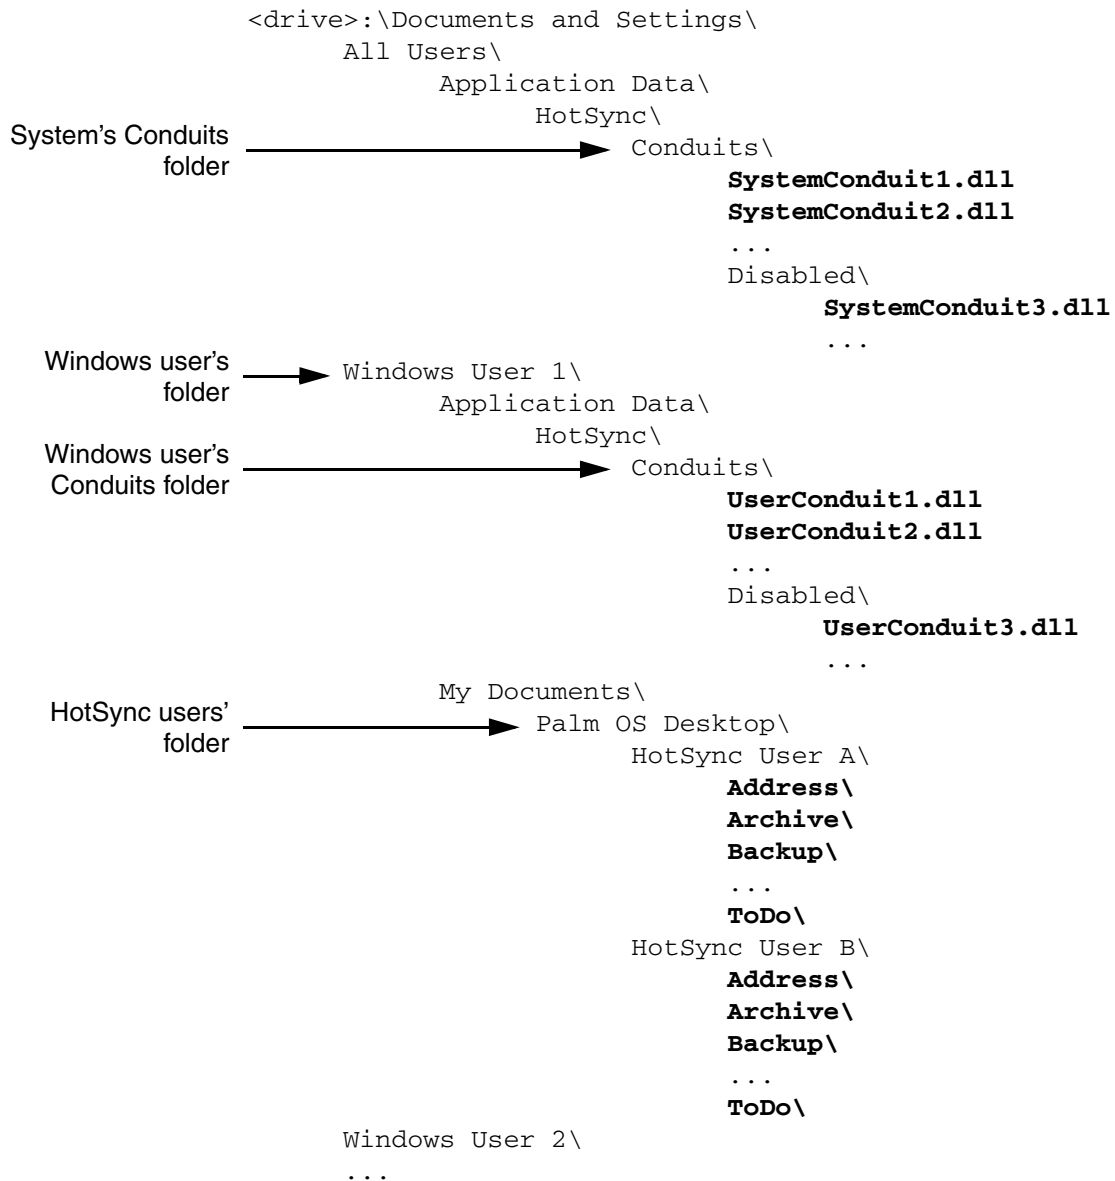 <drive>:\Documents and Settings\
All Users\
Application Data\
HotSync\
System's Conduits
folder
Conduits\
SystemConduit1.dll
SystemConduit2.dll
...
Disabled\
SystemConduit3.dll
...
Windows user's
folder
Windows User 1\
Application Data\
HotSync\
Windows user's
Conduits folder
Conduits\
UserConduit1.dll
UserConduit2.dll
...
Disabled\
UserConduit3.dll
...
My Documents\
HotSync users'
folder
Palm OS Desktop\
HotSync User A\
Address\
Archive\
Backup\
...
ToDo\
HotSync User B\
Address\
Archive\
Backup\
...
ToDo\
Windows User 2\
...